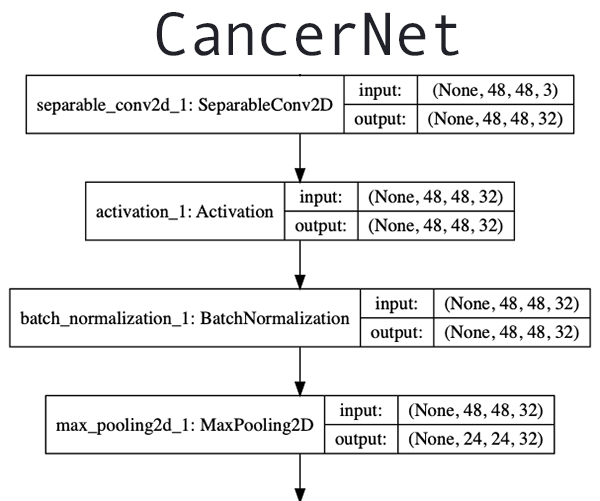 CancerNet
separable_conv2d_1: SeparableConv2D
input: (None, 48, 48, 3)
output: (None, 48, 48, 32)
activation_1: Activation
input: (None, 48, 48, 32)
output: (None, 48, 48, 32)
batch_normalization_1: BatchNormalization
input: (None, 48, 48, 32)
output: (None, 48, 48, 32)
max_pooling2d_1: MaxPooling2D
input: (None, 48, 48, 32)
output: (None, 24, 24, 32)